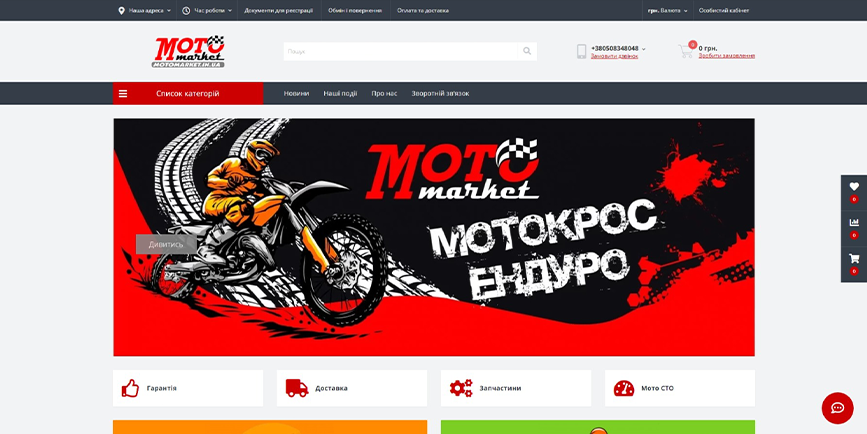 Наша адреса
Час роботи
Документи для реєстрації
Обмін і повернення
Оплата та доставка
грн. Валюта
Особистий кабінет
МОТО
market
MOTOMARKET.IN.UA
Пошук
+380508348048
Замовити дзвінок
0
0 грн.
Зробити замовлення
Список категорій
Новини
Наші події
Про нас
Зворотній зв'язок
MOTO
market
МОТОКРОС
ЕНДУРО
Дивитись
0
0
0
Гарантія
Доставка
Запчастини
Мото СТО